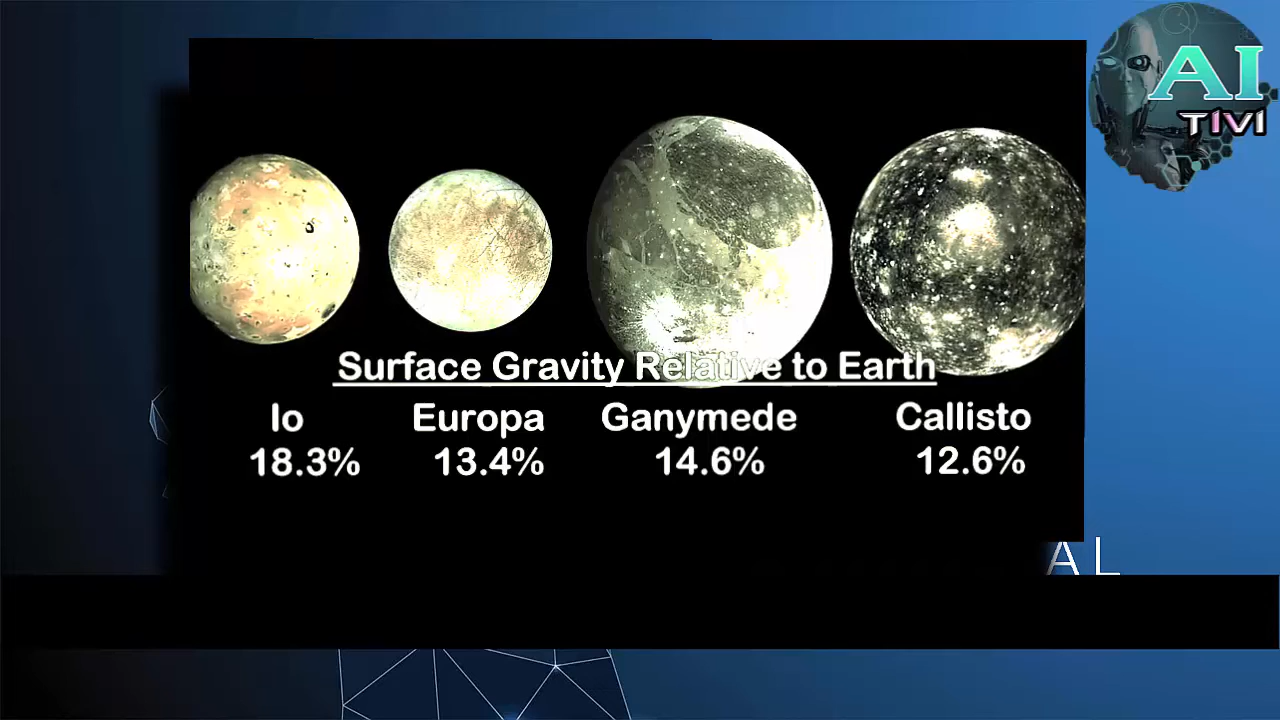 AI
TIVI
Surface Gravity Relative to Earth
Io Europa Ganymede Callisto
18.3% 13.4% 14.6% 12.6%
AL